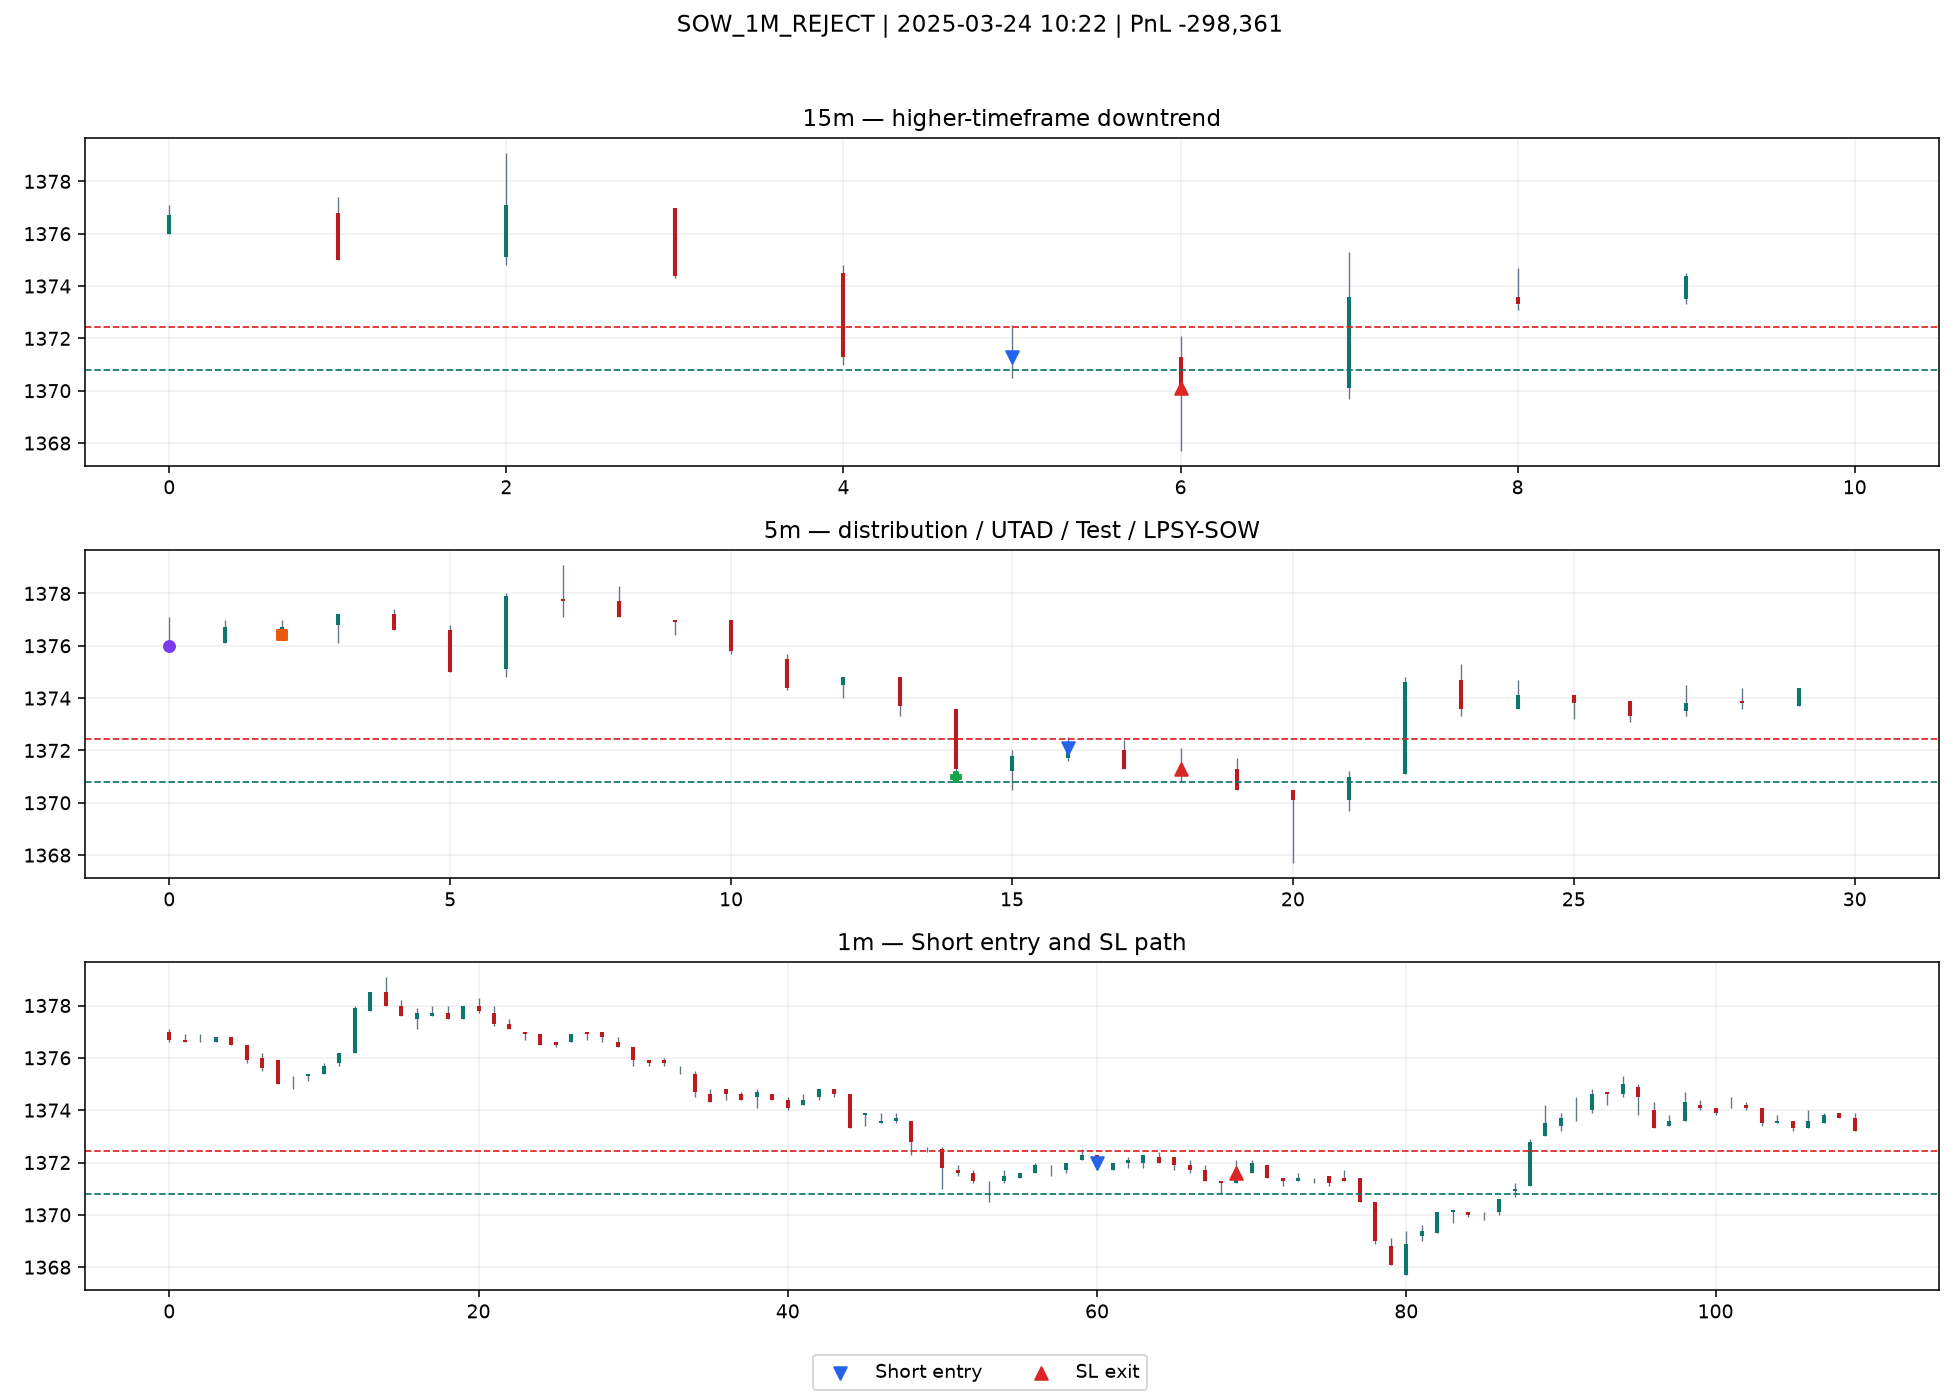 SOW_1M_REJECT | 2025-03-24 10:22 | PnL -298,361
15m — higher-timeframe downtrend
1378
1376
1374
1372
1370
1368
0 2 4 6 8 10
5m — distribution / UTAD / Test / LPSY-SOW
1378
1376
1374
1372
1370
1368
0 5 10 15 20 25 30
1m — Short entry and SL path
1378
1376
1374
1372
1370
1368
0 20 40 60 80 100
Short entry SL exit